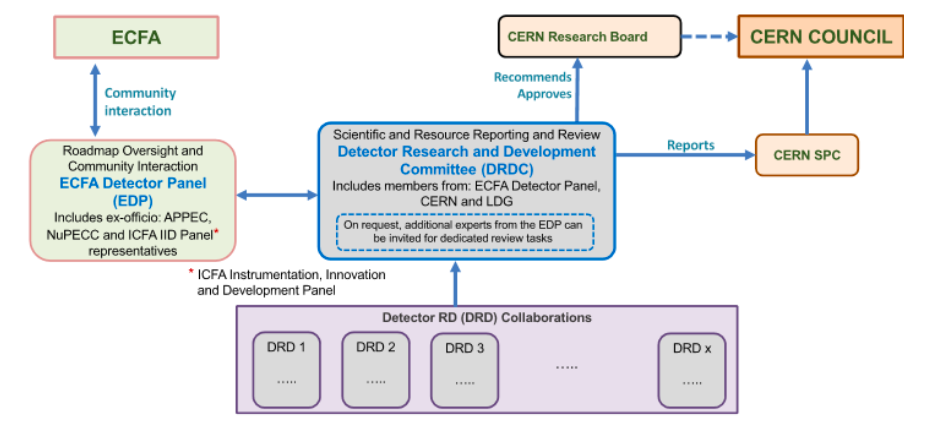 ECFA
CERN Research Board
CERN COUNCIL
Community
interaction
Recommends
Approves
Roadmap Oversight and
Community Interaction
ECFA Detector Panel
(EDP)
Includes ex-officio: APPEC,
NuPECC and ICFA IID Panel*
representatives
Scientific and Resource Reporting and Review
Detector Research and Development
Committee (DRDC)
Includes members from: ECFA Detector Panel,
CERN and LDG
On request, additional experts from the EDP can
be invited for dedicated review tasks
Reports
CERN SPC
* ICFA Instrumentation, Innovation
and Development Panel
Detector RD (DRD) Collaborations
DRD 1
.....
DRD 2
.....
DRD 3
.....
.....
DRD x
.....